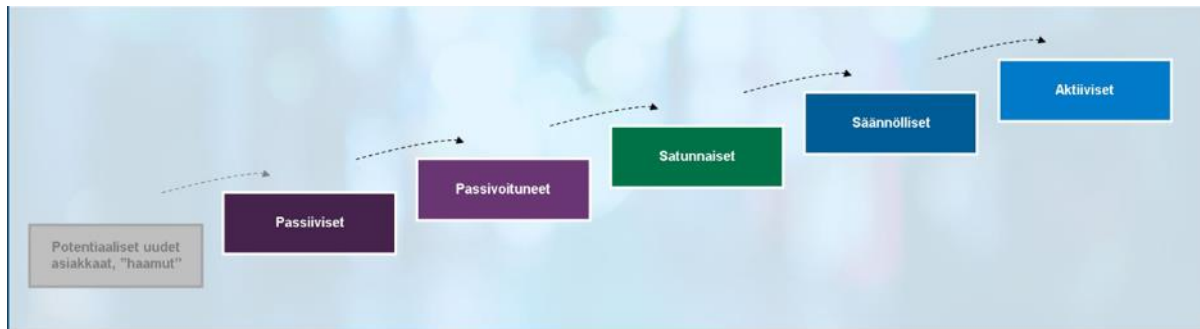 Aktiiviset
Säännölliset
Satunnaiset
Passivoituneet
Passiiviset
Potentiaaliset uudet
asiakkaat, "haamut"